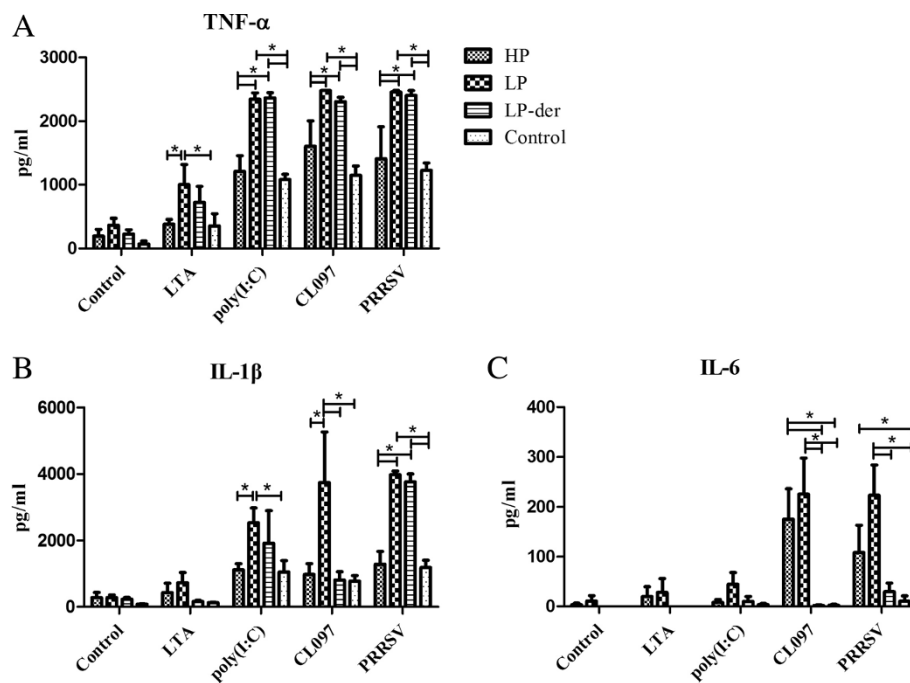 A
TNF-α
3000
2000
1000
0
pg/ml
* * * * * * * *
Control
LTA
poly(I:C)
CL097
PRRSV
HP
LP
LP-der
Control
B
IL-1β
6000
4000
2000
0
pg/ml
* * * * * *
Control
LTA
poly(I:C)
CL097
PRRSV
C
IL-6
400
300
200
100
0
pg/ml
* * * *
Control
LTA
poly(I:C)
CL097
PRRSV